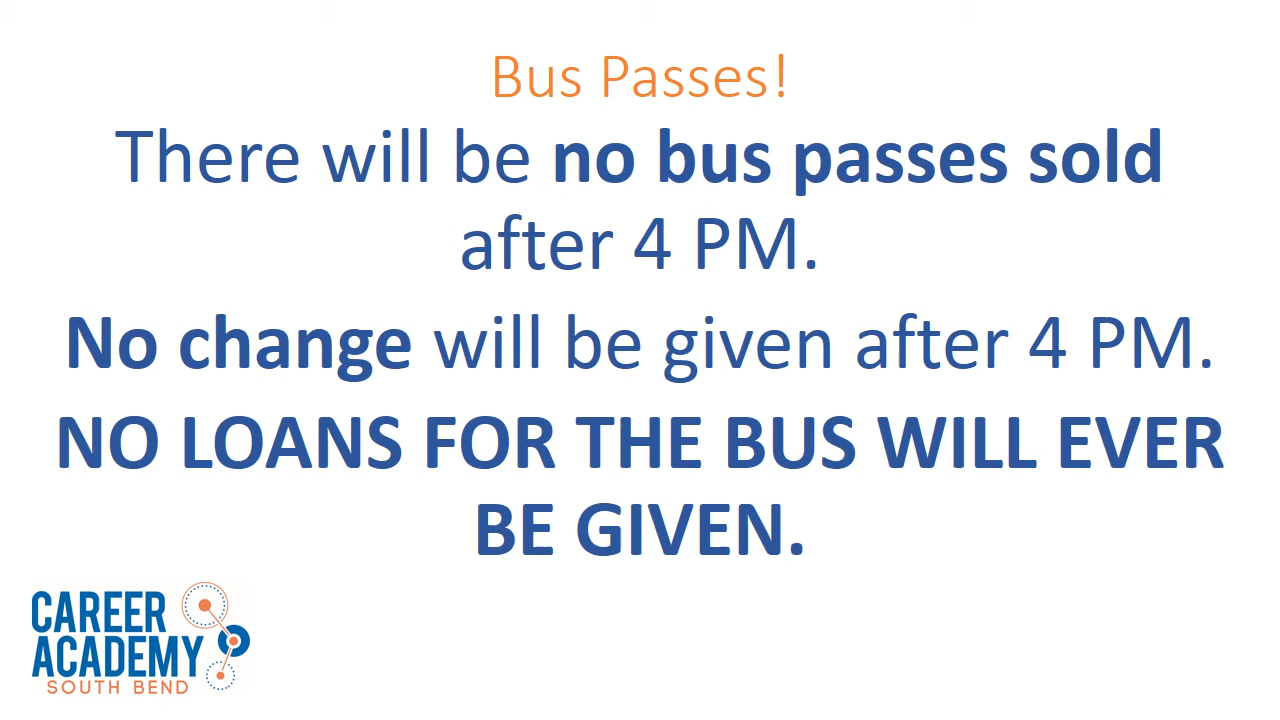 Bus Passes!
There will be no bus passes sold
after 4 PM.
No change will be given after 4 PM.
NO LOANS FOR THE BUS WILL EVER
BE GIVEN.
CAREER
ACADEMY
SOUTH BEND